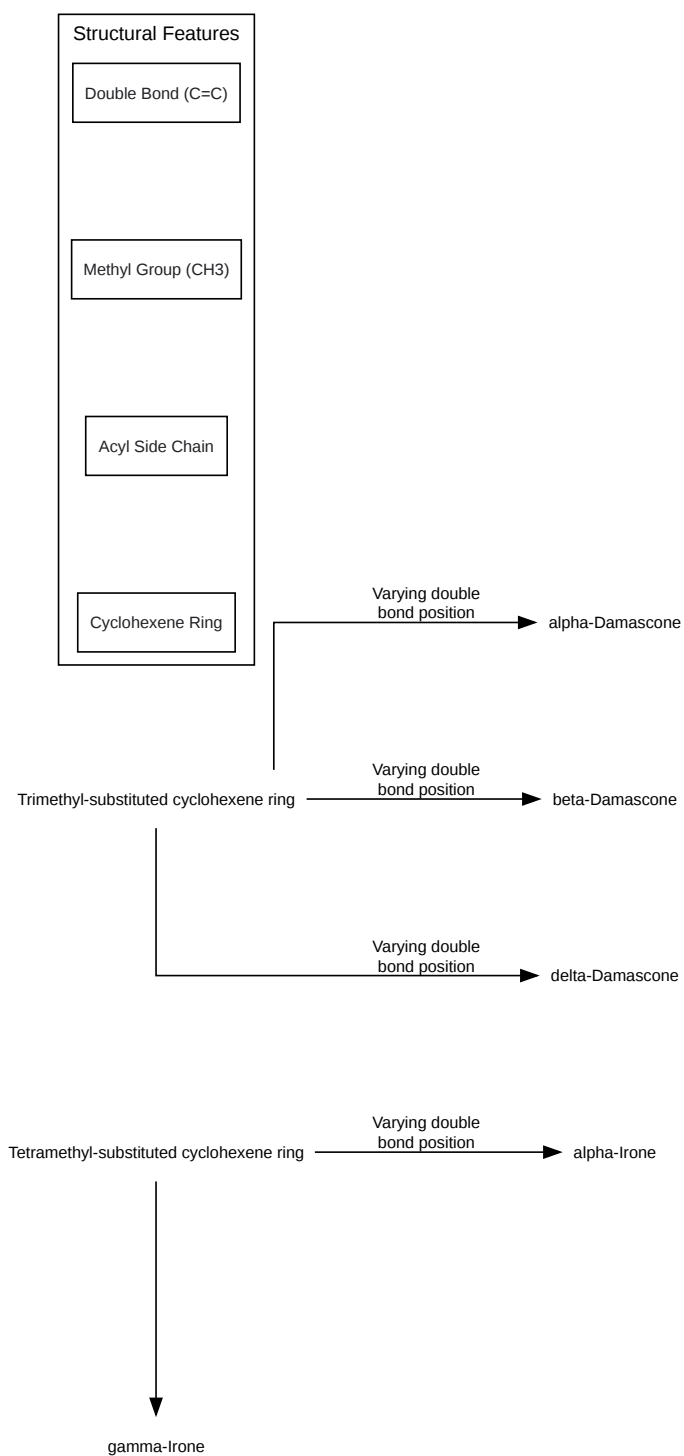 Structural Features
Double Bond (C=C)
Methyl Group (CH3)
Acyl Side Chain
Cyclohexene Ring
Varying double
bond position
alpha-Damascone
Trimethyl-substituted cyclohexene ring
Varying double
bond position
beta-Damascone
Varying double
bond position
delta-Damascone
Tetramethyl-substituted cyclohexene ring
Varying double
bond position
alpha-Irone
gamma-Irone